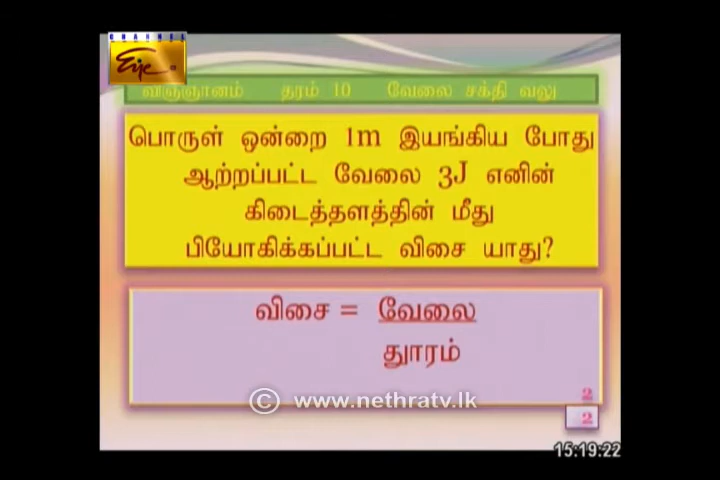 CHANNEL
Eye
விஞ்ஞானம் தரம் 10 வேலை சக்தி வலு
பொருள் ஒன்றை 1m இயங்கிய போது
ஆற்றப்பட்ட வேலை 3J எனின்
கிடைத்தளத்தின் மீது
பியோகிக்கப்பட்ட விசை யாது?
விசை = வேலை
தூரம்
2
2
© www.nethratv.lk
15:19:22